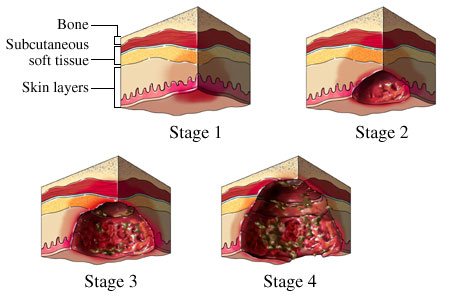 Bone
Subcutaneous
soft tissue
Skin layers
Stage 1
Stage 2
Stage 3
Stage 4